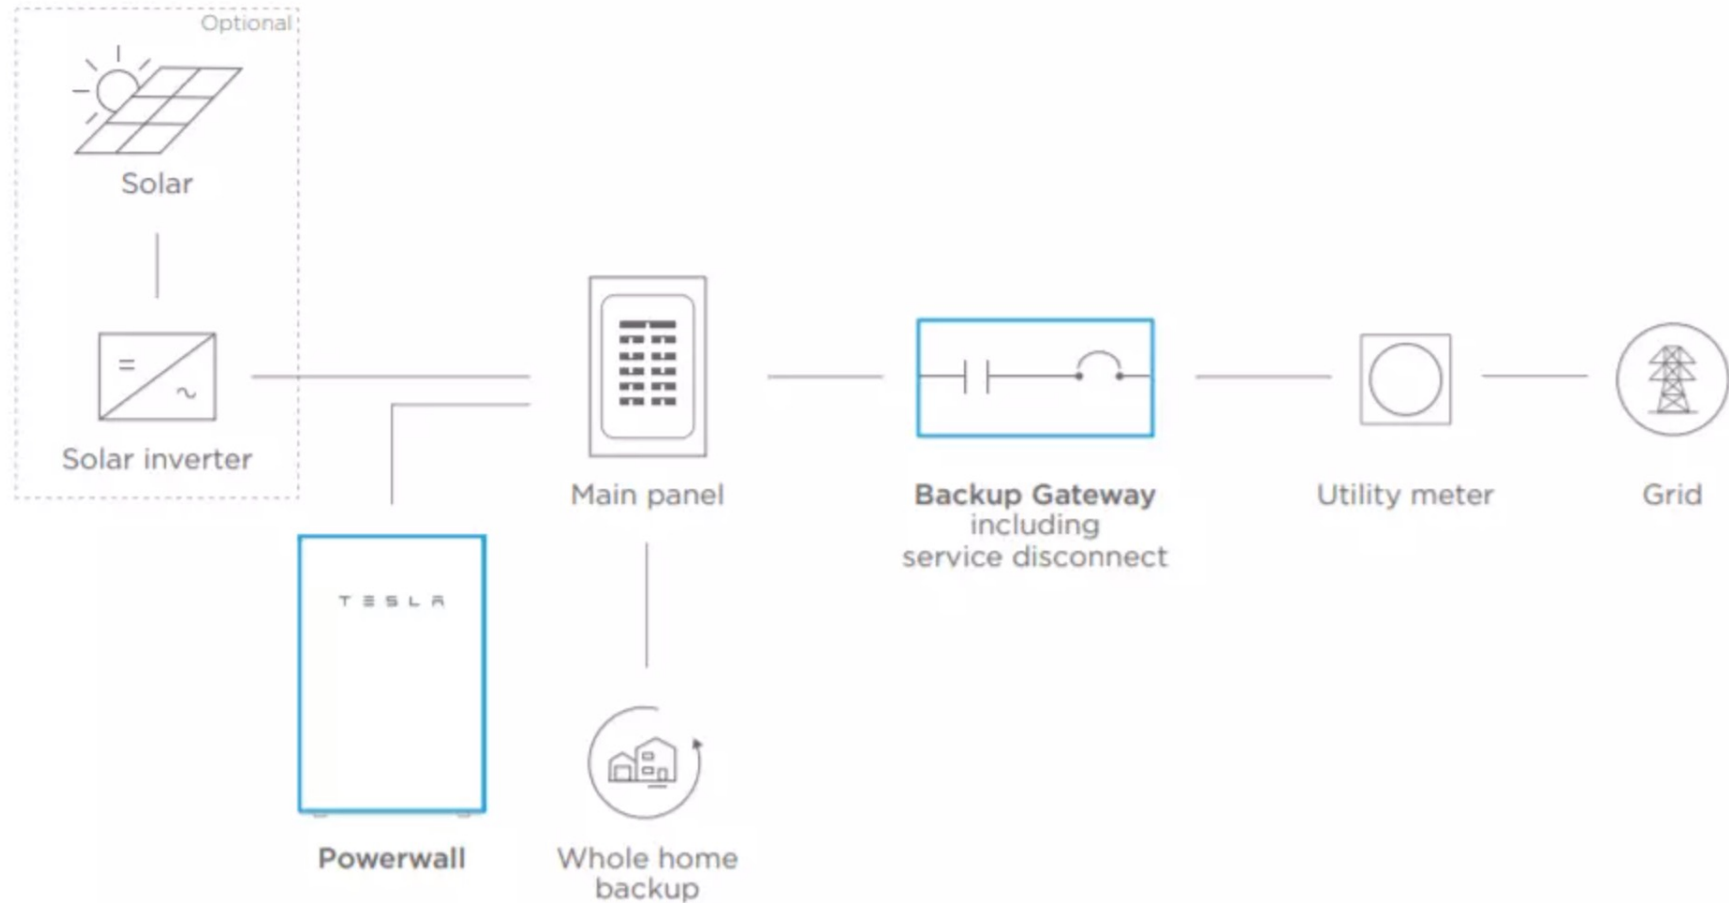 Optional
Solar
Solar inverter
Main panel
Backup Gateway
including
service disconnect
Utility meter
Grid
TESLA
Powerwall
Whole home
backup